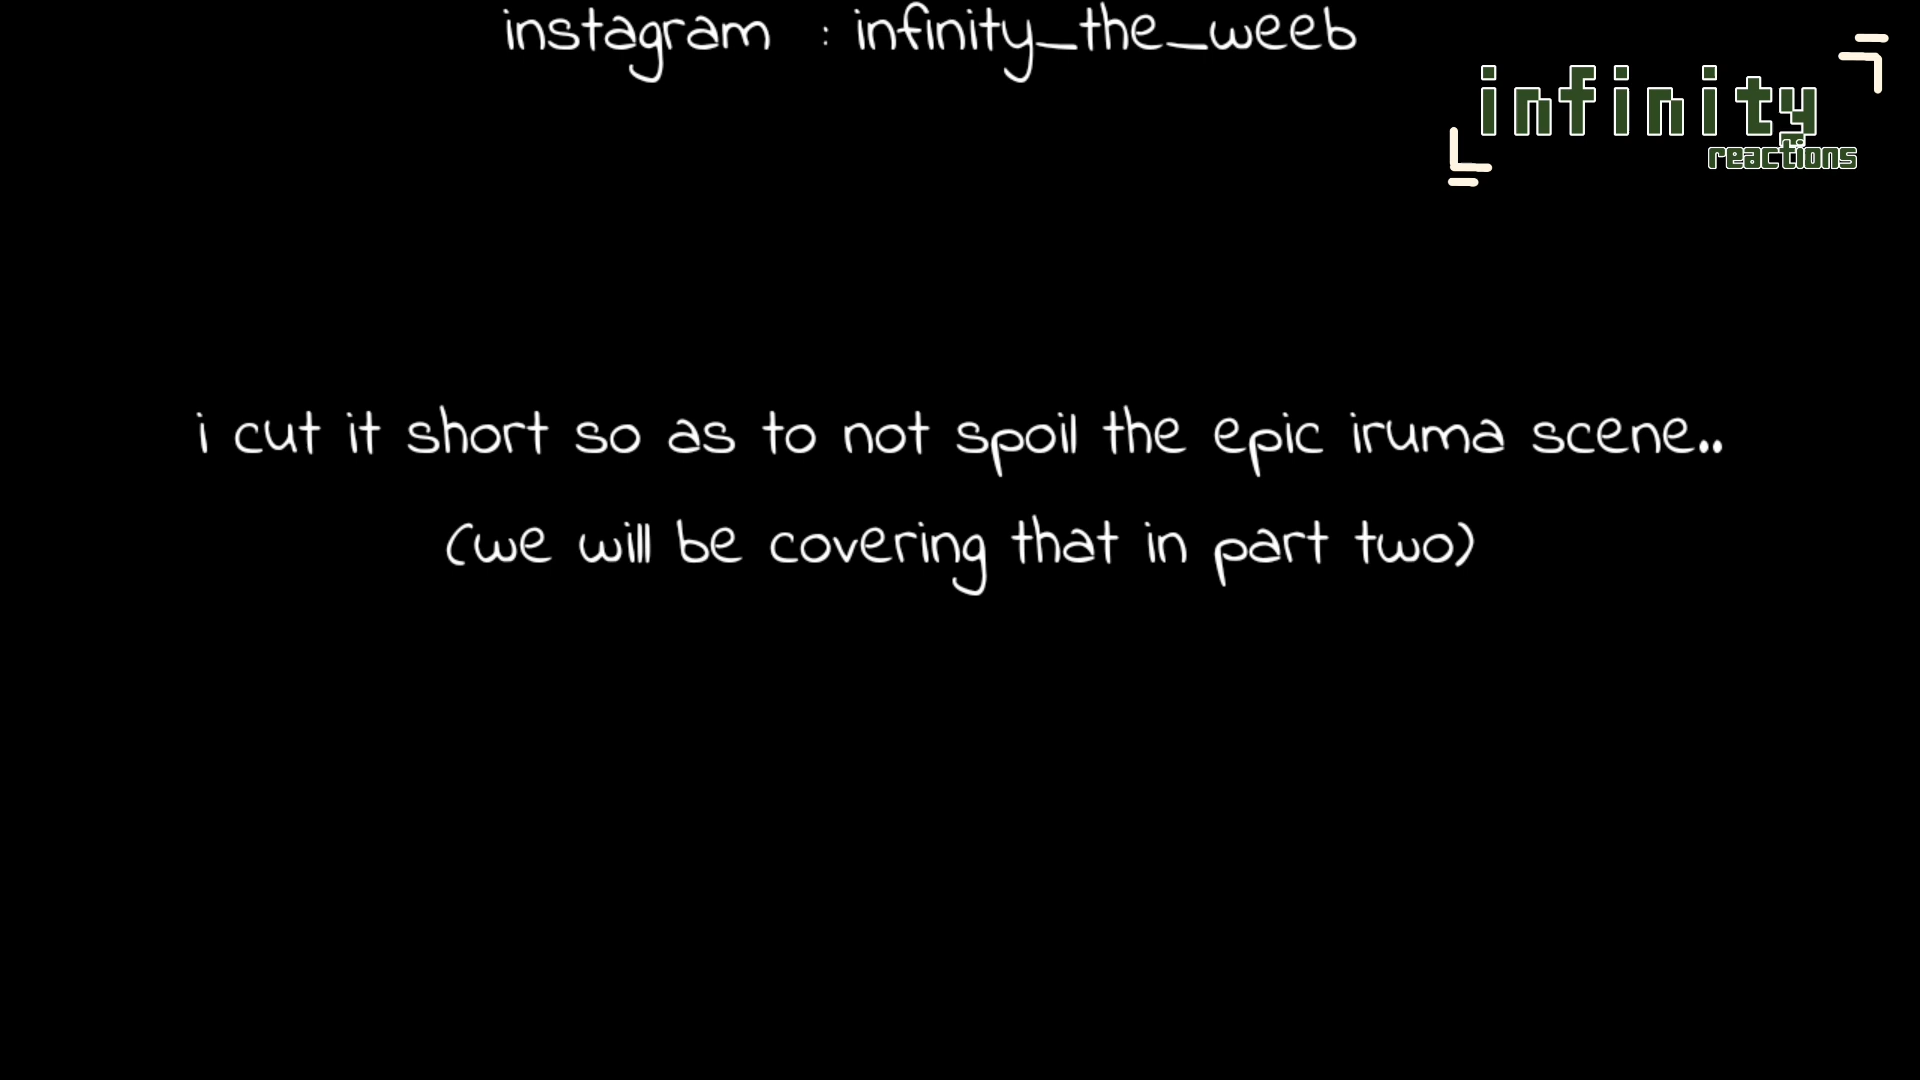 instagram : infinity_the_weeb
infinity
reactions
i cut it short so as to not spoil the epic iruma scene..
(we will be covering that in part two)